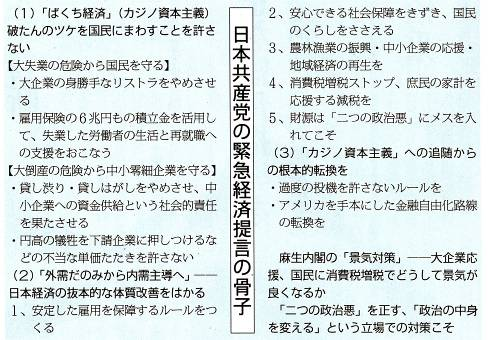 日本共産党の緊急経済提言の骨子
(1)「ばくち経済」(カジノ資本主義)
破たんのツケを国民にまわすことを許さ
ない
【大失業の危険から国民を守る】
・大企業の身勝手なリストラをやめさせ
る
・雇用保険の6兆円もの積立金を活用し
て、失業した労働者の生活と再就職へ
の支援をおこなう
【大倒産の危険から中小零細企業を守る】
・貸し渋り・貸しはがしをやめさせ、中
小企業への資金供給という社会的責任
を果たさせる
・円高の犠牲を下請企業に押しつけるな
どの不当な単価たたきを許さない
(2)「外需だのみから内需主導へ」——
日本経済の抜本的な体質改善をはかる
1、安定した雇用を保障するルールをつ
くる
2、安心できる社会保障をきずき、国民
のくらしをささえる
3、農林漁業の振興・中小企業の応援・
地域経済の再生を
4、消費税増税ストップ、庶民の家計を
応援する減税を
5、財源は「二つの政治悪」にメスを入
れてこそ
(3)「カジノ資本主義」への追随から
の根本的転換を
・過度の投機を許さないルールを
・アメリカを手本にした金融自由化路線
の転換を
麻生内閣の「景気対策」——大企業応
援、国民に消費税増税でどうして景気が
良くなるか
「二つの政治悪」を正す、「政治の中身
を変える」という立場での対策こそ